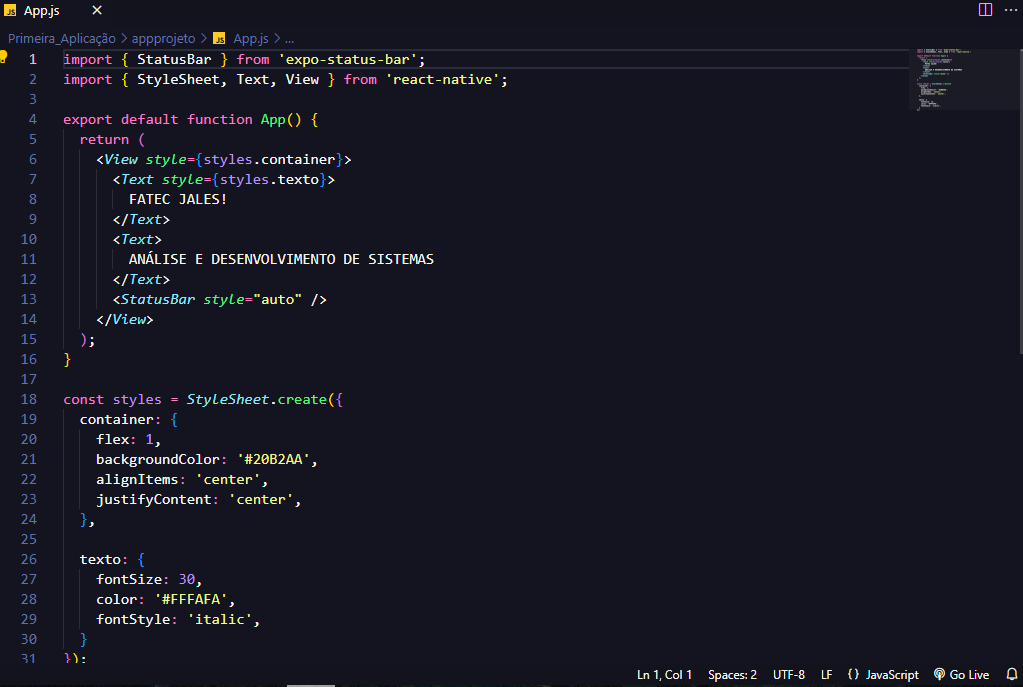 JS App.js ×
Primeira_Aplicação > appprojeto > JS App.js > ...
1 import { StatusBar } from 'expo-status-bar';
2 import { StyleSheet, Text, View } from 'react-native';
3
4 export default function App() {
5   return (
6     <View style={styles.container}>
7       <Text style={styles.texto}>
8         FATEC JALES!
9       </Text>
10       <Text>
11         ANÁLISE E DESENVOLVIMENTO DE SISTEMAS
12       </Text>
13       <StatusBar style="auto" />
14     </View>
15   );
16 }
17
18 const styles = StyleSheet.create({
19   container: {
20     flex: 1,
21     backgroundColor: '#20B2AA',
22     alignItems: 'center',
23     justifyContent: 'center',
24   },
25
26   texto: {
27     fontSize: 30,
28     color: '#FFFAFA',
29     fontStyle: 'italic',
30   }
31 });
Ln 1, Col 1 Spaces: 2 UTF-8 LF {} JavaScript Go Live